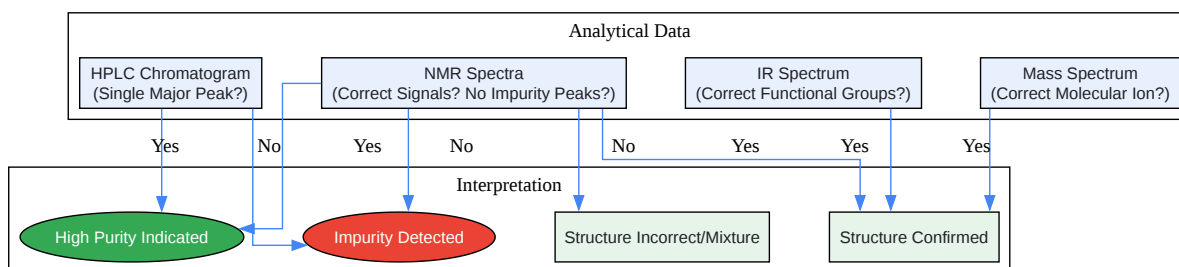 Analytical Data
HPLC Chromatogram
(Single Major Peak?)
NMR Spectra
(Correct Signals? No Impurity Peaks?)
IR Spectrum
(Correct Functional Groups?)
Mass Spectrum
(Correct Molecular Ion?)
Yes No Yes No No Yes Yes Yes
Interpretation
High Purity Indicated
Impurity Detected
Structure Incorrect/Mixture
Structure Confirmed